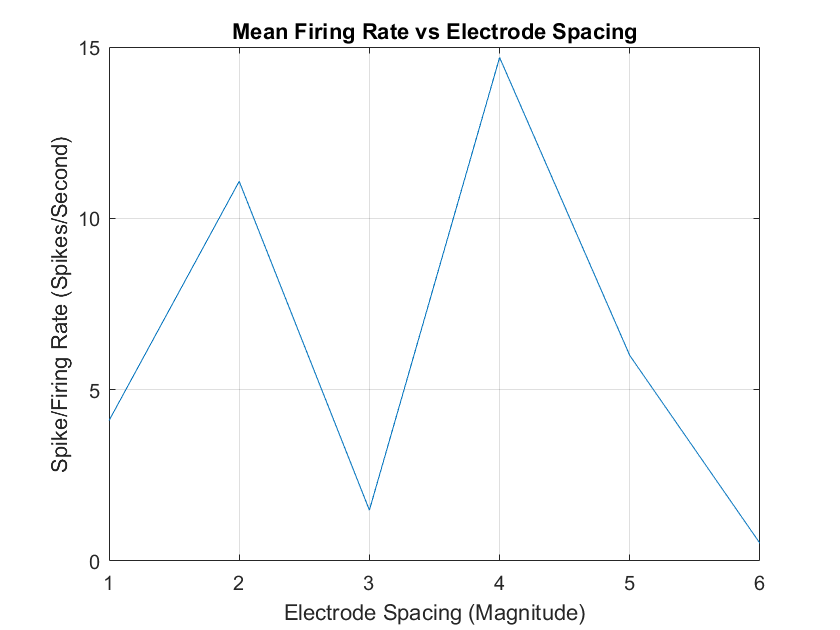 Mean Firing Rate vs Electrode Spacing
15
10
5
0
Spike/Firing Rate (Spikes/Second)
1 2 3 4 5 6
Electrode Spacing (Magnitude)